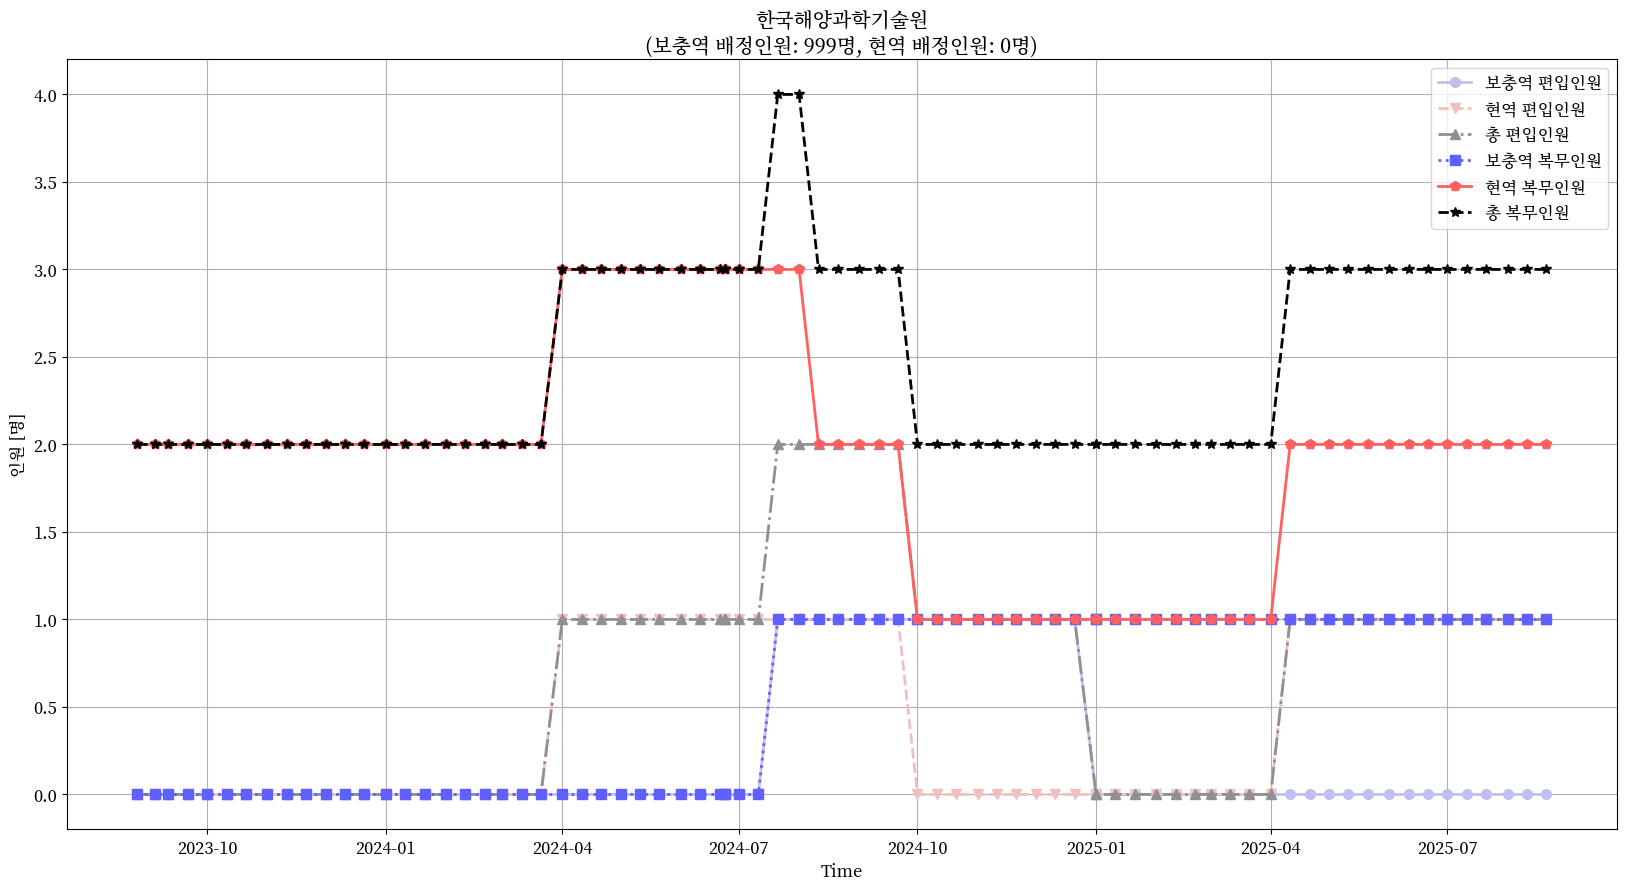 한국해양과학기술원
(보충역 배정인원: 999명, 현역 배정인원: 0명)
보충역 편입인원
현역 편입인원
총 편입인원
보충역 복무인원
현역 복무인원
총 복무인원
인원 [명]
4.0
3.5
3.0
2.5
2.0
1.5
1.0
0.5
0.0
2023-10
2024-01
2024-04
2024-07
2024-10
2025-01
2025-04
2025-07
Time